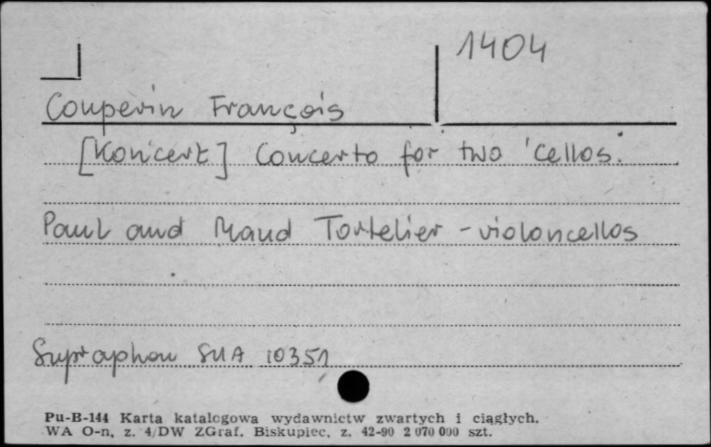 1404
Couperin François
[Koncert] Concerto for two 'cellos.
Paul and Maud Tortelier - violoncellos
Supraphon SUA 10351
Pu-B-144 Karta katalogowa wydawnictw zwartych i ciągłych.
WA O-n, z. 4/DW ZGraf. Biskupiec, z. 42-90 2 070 000 szt.